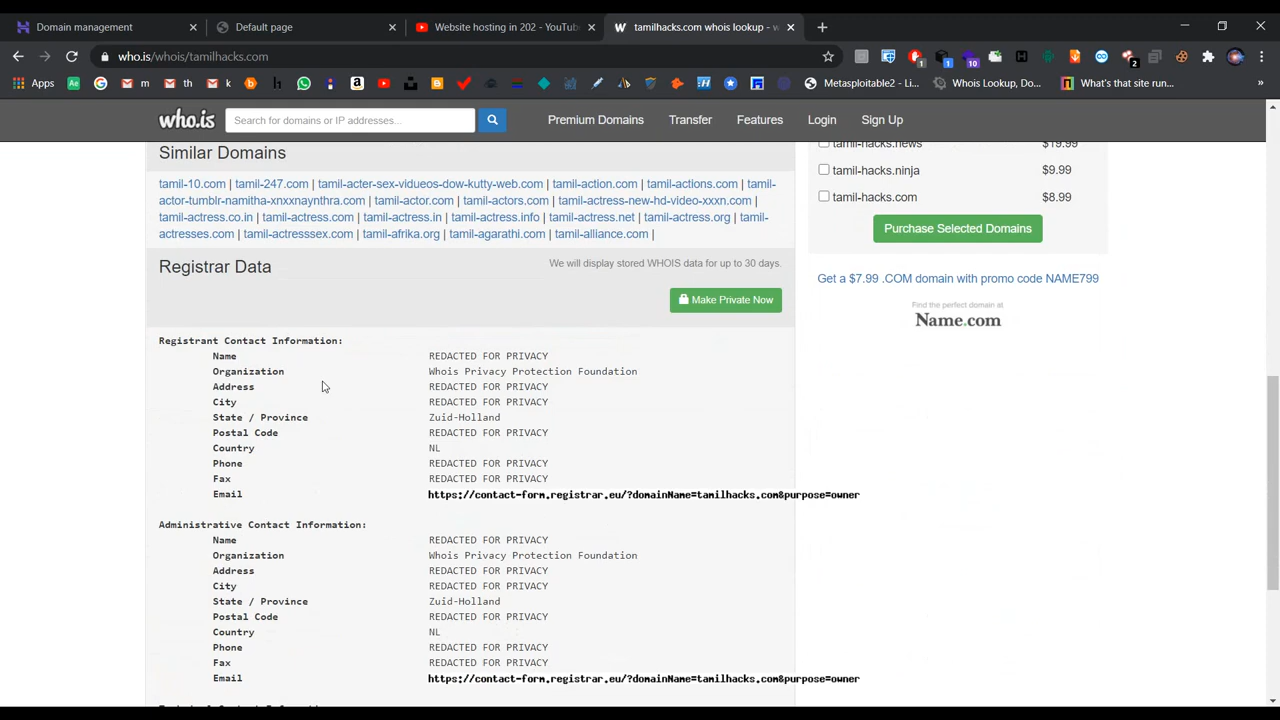 Domain management
Default page
Website hosting in 202 - YouTube
tamilhacks.com whois lookup - w
who.is/whois/tamilhacks.com
Apps
m
th
k
Metasploitable2 - Li...
Whois Lookup, Do...
What's that site run...
who.is
Search for domains or IP addresses...
Premium Domains
Transfer
Features
Login
Sign Up
Similar Domains
tamil-10.com | tamil-247.com | tamil-acter-sex-vidueos-dow-kutty-web.com | tamil-action.com | tamil-actions.com | tamil-
actor-tumblr-namitha-xnxxnaynthra.com | tamil-actor.com | tamil-actors.com | tamil-actress-new-hd-video-xxxn.com |
tamil-actress.co.in | tamil-actress.com | tamil-actress.in | tamil-actress.info | tamil-actress.net | tamil-actress.org | tamil-
actresses.com | tamil-actresssex.com | tamil-afrika.org | tamil-agarathi.com | tamil-alliance.com |
tamil-hacks.news $19.99
tamil-hacks.ninja $9.99
tamil-hacks.com $8.99
Purchase Selected Domains
Get a $7.99 .COM domain with promo code NAME799
Find the perfect domain at
Name.com
Registrar Data
We will display stored WHOIS data for up to 30 days.
Make Private Now
Registrant Contact Information:
Name REDACTED FOR PRIVACY
Organization Whois Privacy Protection Foundation
Address REDACTED FOR PRIVACY
City REDACTED FOR PRIVACY
State / Province Zuid-Holland
Postal Code REDACTED FOR PRIVACY
Country NL
Phone REDACTED FOR PRIVACY
Fax REDACTED FOR PRIVACY
Email https://contact-form.registrar.eu/?domainName=tamilhacks.com&purpose=owner
Administrative Contact Information:
Name REDACTED FOR PRIVACY
Organization Whois Privacy Protection Foundation
Address REDACTED FOR PRIVACY
City REDACTED FOR PRIVACY
State / Province Zuid-Holland
Postal Code REDACTED FOR PRIVACY
Country NL
Phone REDACTED FOR PRIVACY
Fax REDACTED FOR PRIVACY
Email https://contact-form.registrar.eu/?domainName=tamilhacks.com&purpose=owner